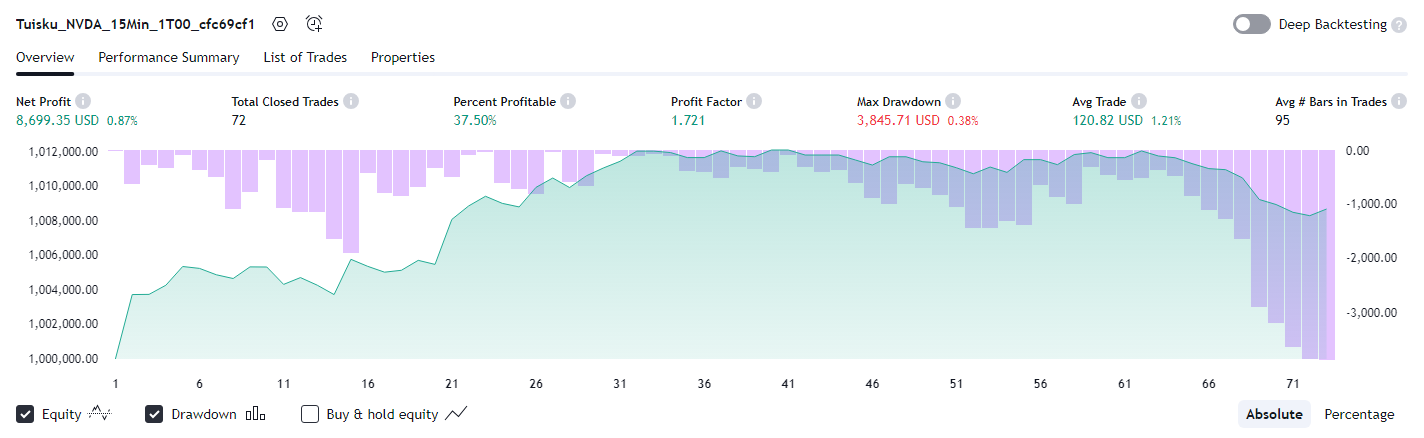 Tuisku_NVDA_15Min_1T00_cfc69cf1 Deep Backtesting ?
Overview Performance Summary List of Trades Properties
Net Profit i Total Closed Trades i Percent Profitable i Profit Factor i Max Drawdown i Avg Trade i Avg # Bars in Trades i
8,699.35 USD 0.87% 72 37.50% 1.721 3,845.71 USD 0.38% 120.82 USD 1.21% 95
1,012,000.00 0.00
1,010,000.00
1,008,000.00 -1,000.00
1,006,000.00 -2,000.00
1,004,000.00
1,002,000.00 -3,000.00
1,000,000.00
1 6 11 16 21 26 31 36 41 46 51 56 61 66 71
Equity Drawdown Buy & hold equity Absolute Percentage